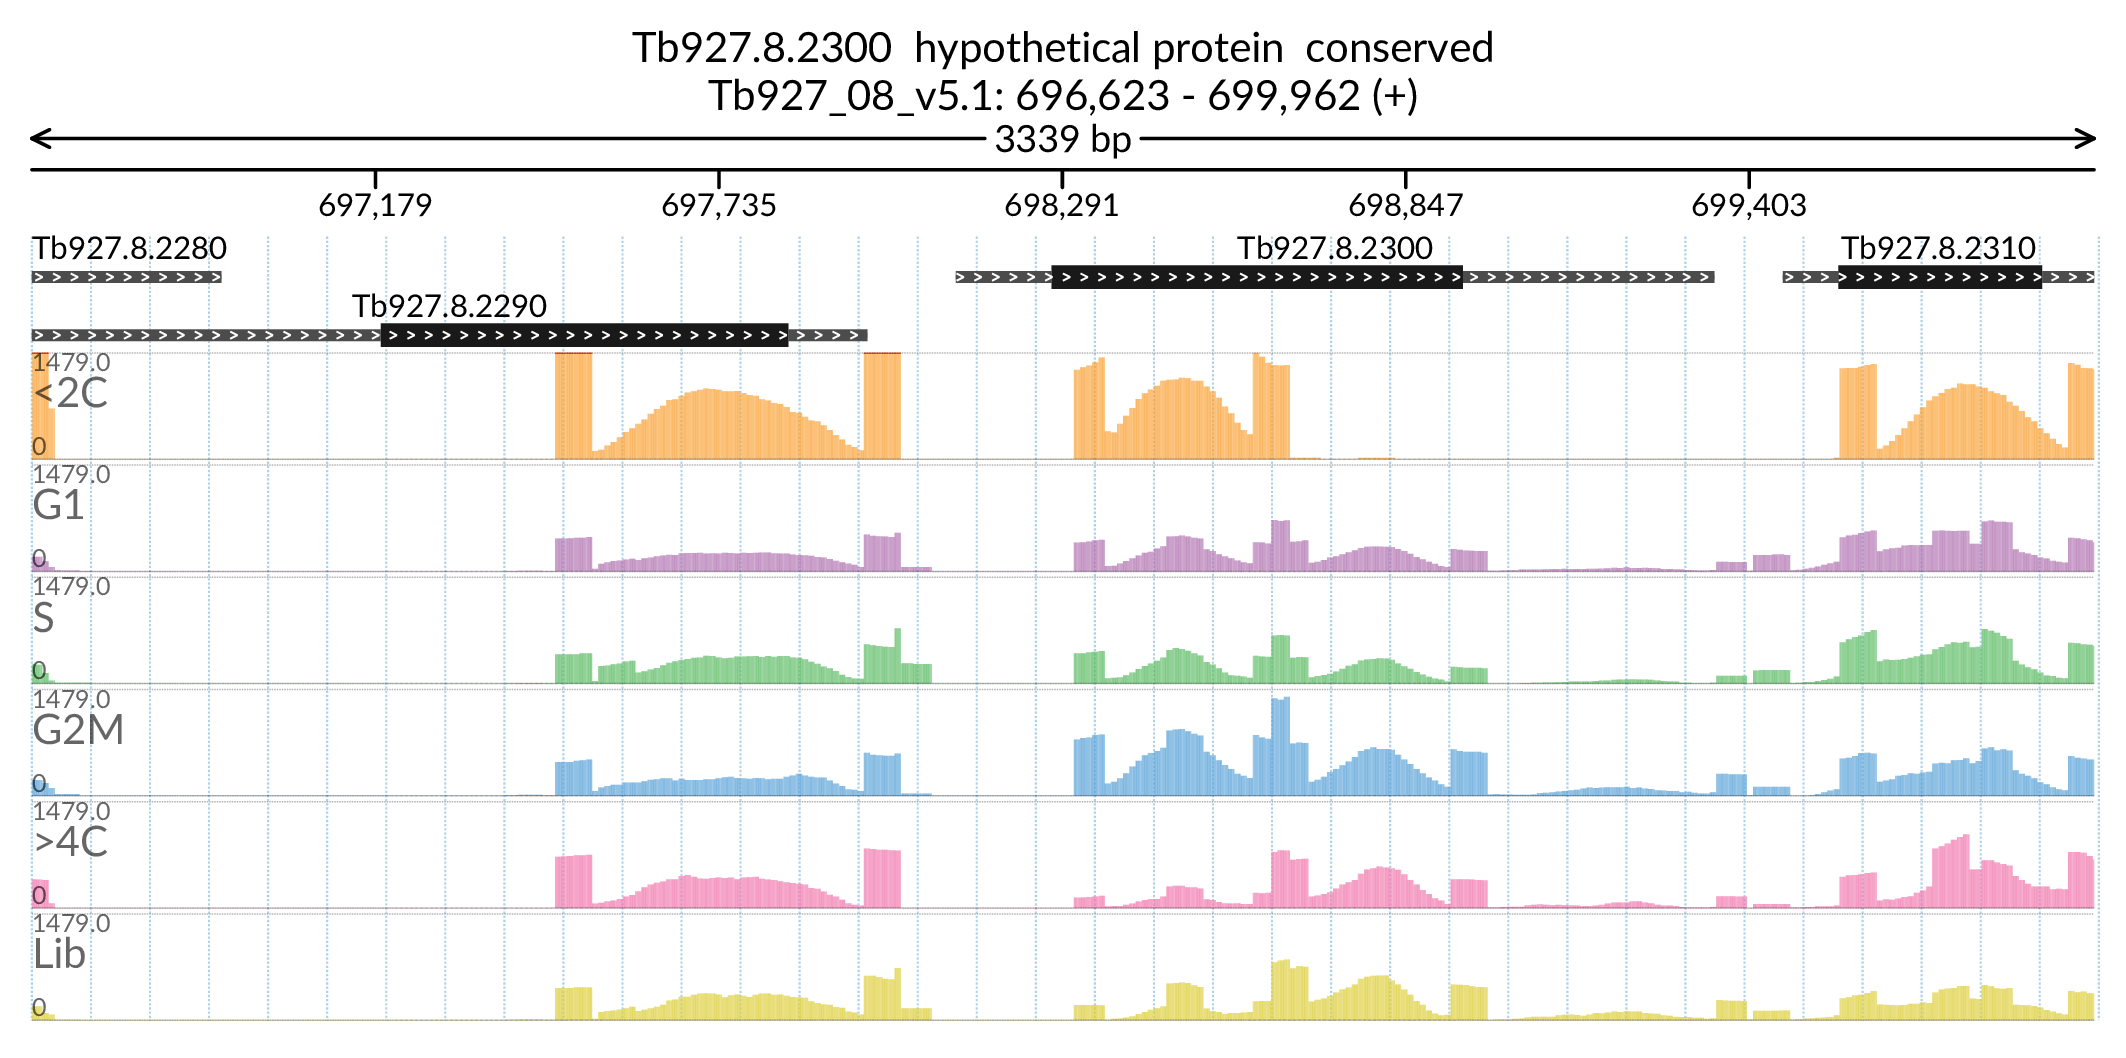 Tb927.8.2300  hypothetical protein  conserved
Tb927_08_v5.1: 696,623 - 699,962 (+)
3339 bp
697,179 697,735 698,291 698,847 699,403
Tb927.8.2280 Tb927.8.2300 Tb927.8.2310
Tb927.8.2290
1479.0
<2C
0
1479.0
G1
0
1479.0
S
0
1479.0
G2M
0
1479.0
>4C
0
1479.0
Lib
0